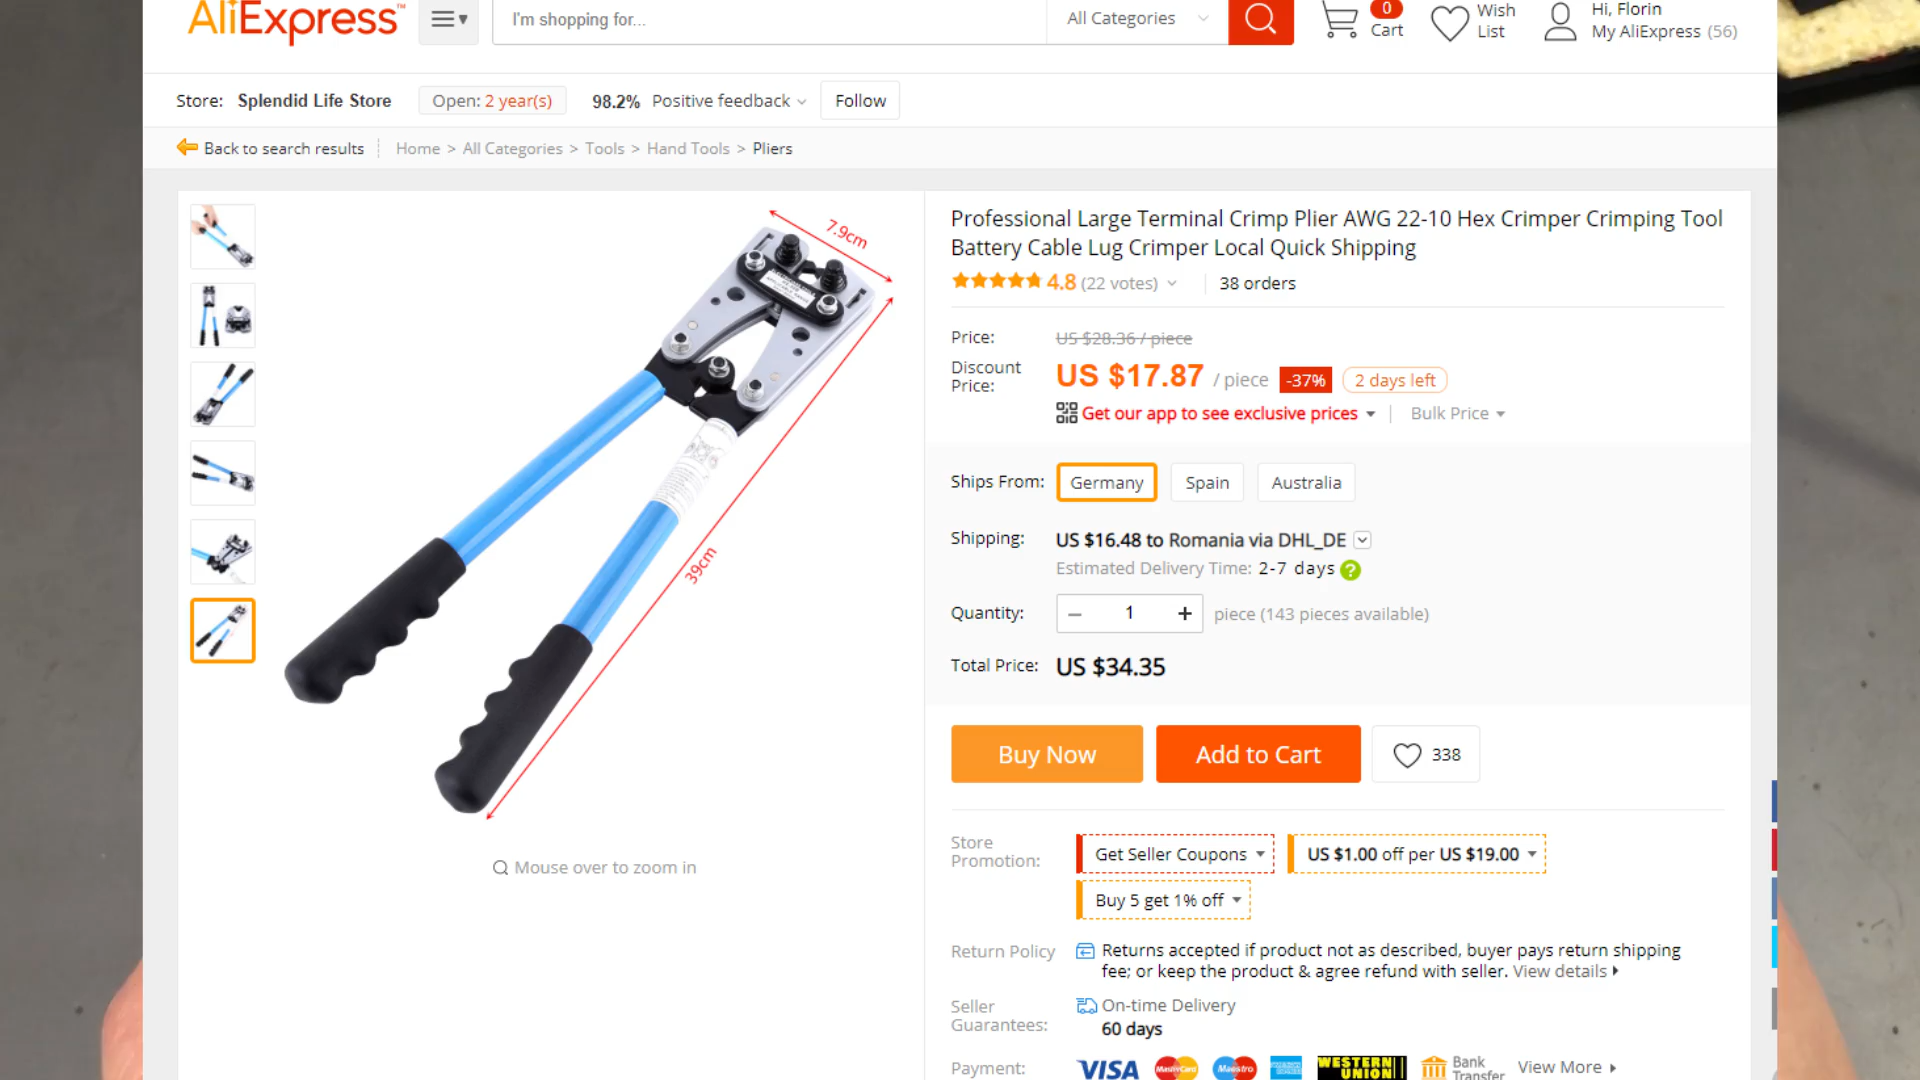 AliExpress™
I'm shopping for...
All Categories
0
Cart
Wish
List
Hi, Florin
My AliExpress (56)
Store: Splendid Life Store
Open: 2 year(s)
98.2% Positive feedback
Follow
Back to search results
Home > All Categories > Tools > Hand Tools > Pliers
7.9cm
39cm
Mouse over to zoom in
Professional Large Terminal Crimp Plier AWG 22-10 Hex Crimper Crimping Tool
Battery Cable Lug Crimper Local Quick Shipping
4.8 (22 votes)
38 orders
Price: US $28.36 / piece
Discount
Price:
US $17.87 / piece -37% 2 days left
Get our app to see exclusive prices
Bulk Price
Ships From: Germany Spain Australia
Shipping: US $16.48 to Romania via DHL_DE
Estimated Delivery Time: 2-7 days ?
Quantity: – 1 + piece (143 pieces available)
Total Price: US $34.35
Buy Now
Add to Cart
338
Store
Promotion:
Get Seller Coupons
US $1.00 off per US $19.00
Buy 5 get 1% off
Return Policy
Returns accepted if product not as described, buyer pays return shipping
fee; or keep the product & agree refund with seller. View details
Seller
Guarantees:
On-time Delivery
60 days
Payment:
VISA
MasterCard
Maestro
WESTERN
UNION
Bank
Transfer
View More